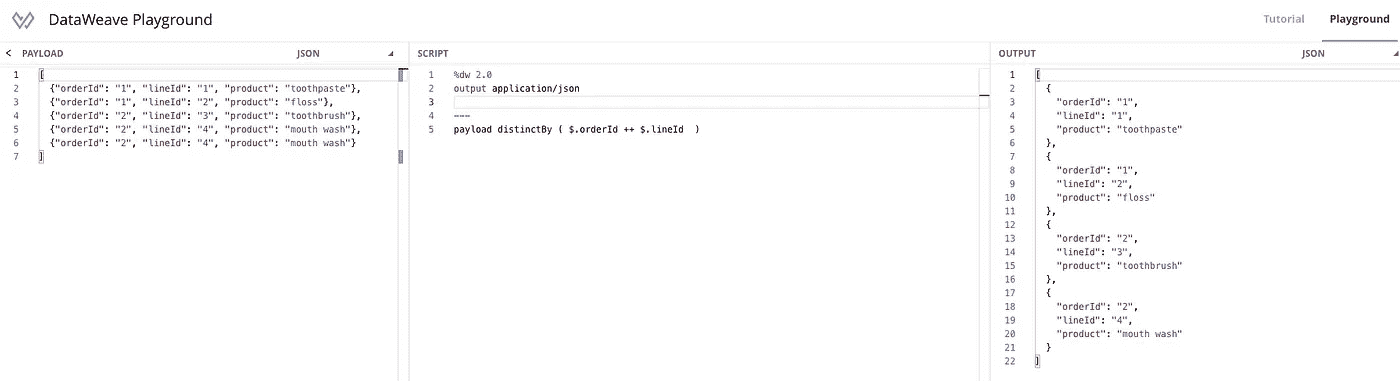 DataWeave Playground
Tutorial Playground
< PAYLOAD JSON
1 [
2 {"orderId": "1", "lineId": "1", "product": "toothpaste"},
3 {"orderId": "1", "lineId": "2", "product": "floss"},
4 {"orderId": "2", "lineId": "3", "product": "toothbrush"},
5 {"orderId": "2", "lineId": "4", "product": "mouth wash"},
6 {"orderId": "2", "lineId": "4", "product": "mouth wash"}
7 ]
SCRIPT
1 %dw 2.0
2 output application/json
3
4 ---
5 payload distinctBy ( $.orderId ++ $.lineId  )
OUTPUT JSON
1 [
2 {
3 "orderId": "1",
4 "lineId": "1",
5 "product": "toothpaste"
6 },
7 {
8 "orderId": "1",
9 "lineId": "2",
10 "product": "floss"
11 },
12 {
13 "orderId": "2",
14 "lineId": "3",
15 "product": "toothbrush"
16 },
17 {
18 "orderId": "2",
19 "lineId": "4",
20 "product": "mouth wash"
21 }
22 ]